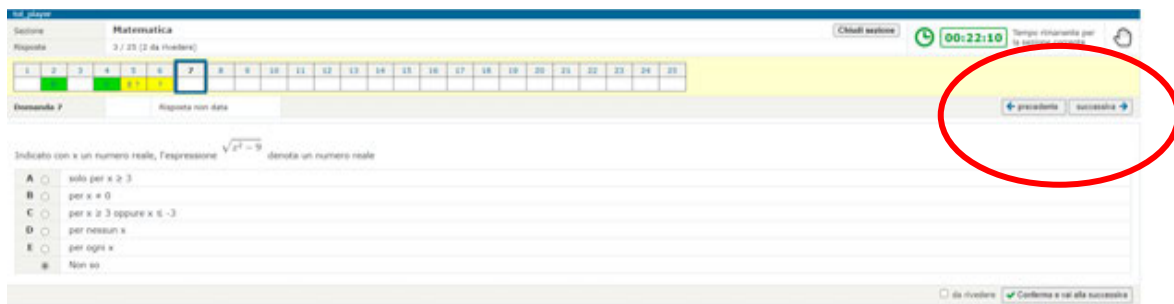 tol_player
Sezione Matematica Chiudi sezione 00:22:10 Tempo rimanente per la sezione corrente
Risposte 3 / 25 (2 da rivedere)
1 2 3 4 5 6 7 8 9 10 11 12 13 14 15 16 17 18 19 20 21 22 23 24 25
Domanda 7 Risposta non data precedente successiva
Indicato con x un numero reale, l'espressione √x² − 9 denota un numero reale
A solo per x ≥ 3
B per x ≠ 0
C per x ≥ 3 oppure x ≤ -3
D per nessun x
E per ogni x
Non so
da rivedere Conferma e vai alla successiva